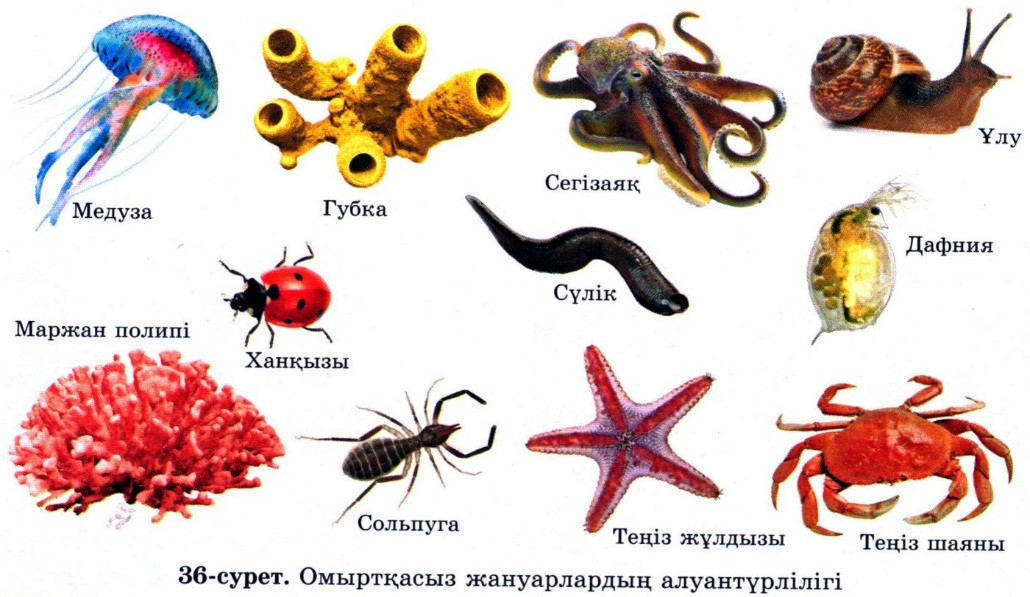 Медуза
Губка
Сегізаяқ
Ұлу
Сүлік
Дафния
Маржан полипі
Ханқызы
Сольпуга
Теңіз жұлдызы
Теңіз шаяны
36-сурет. Омыртқасыз жануарлардың алуантүрлілігі